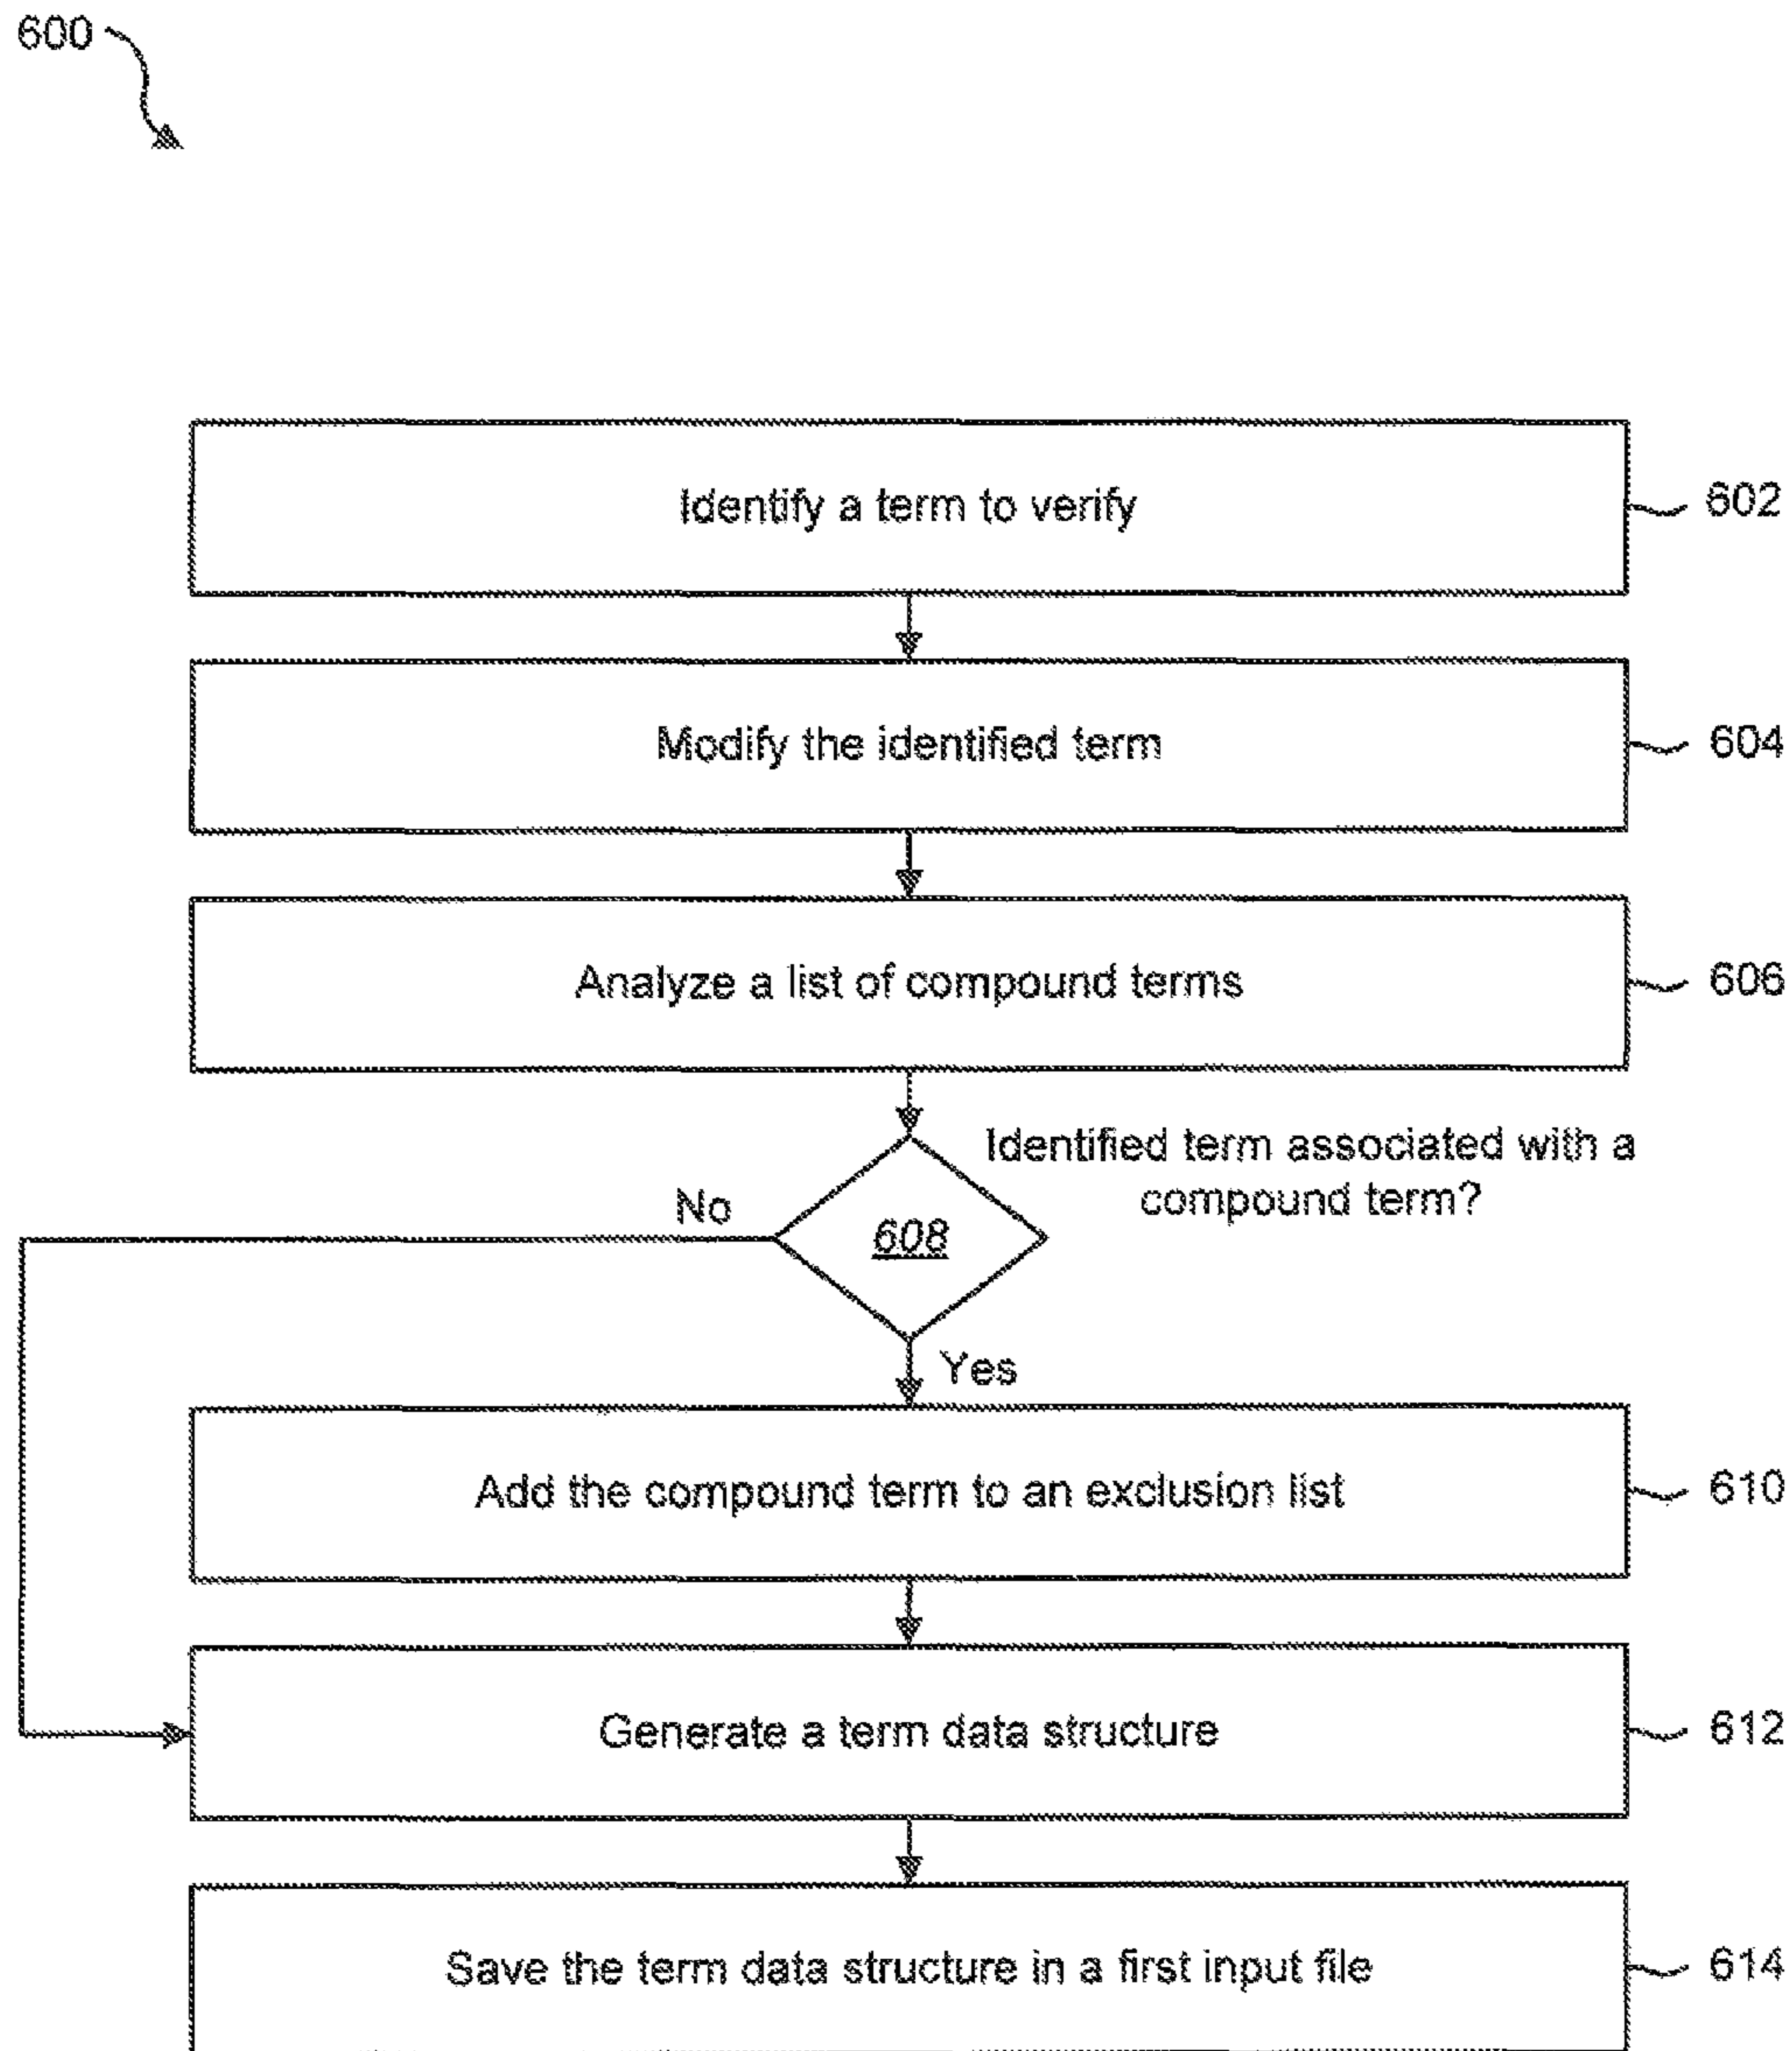 600
Identify a term to verify
602
Modify the identified term
604
Analyze a list of compound terms
606
Identified term associated with a
compound term?
No
608
Yes
Add the compound term to an exclusion list
610
Generate a term data structure
612
Save the term data structure in a first input file
614